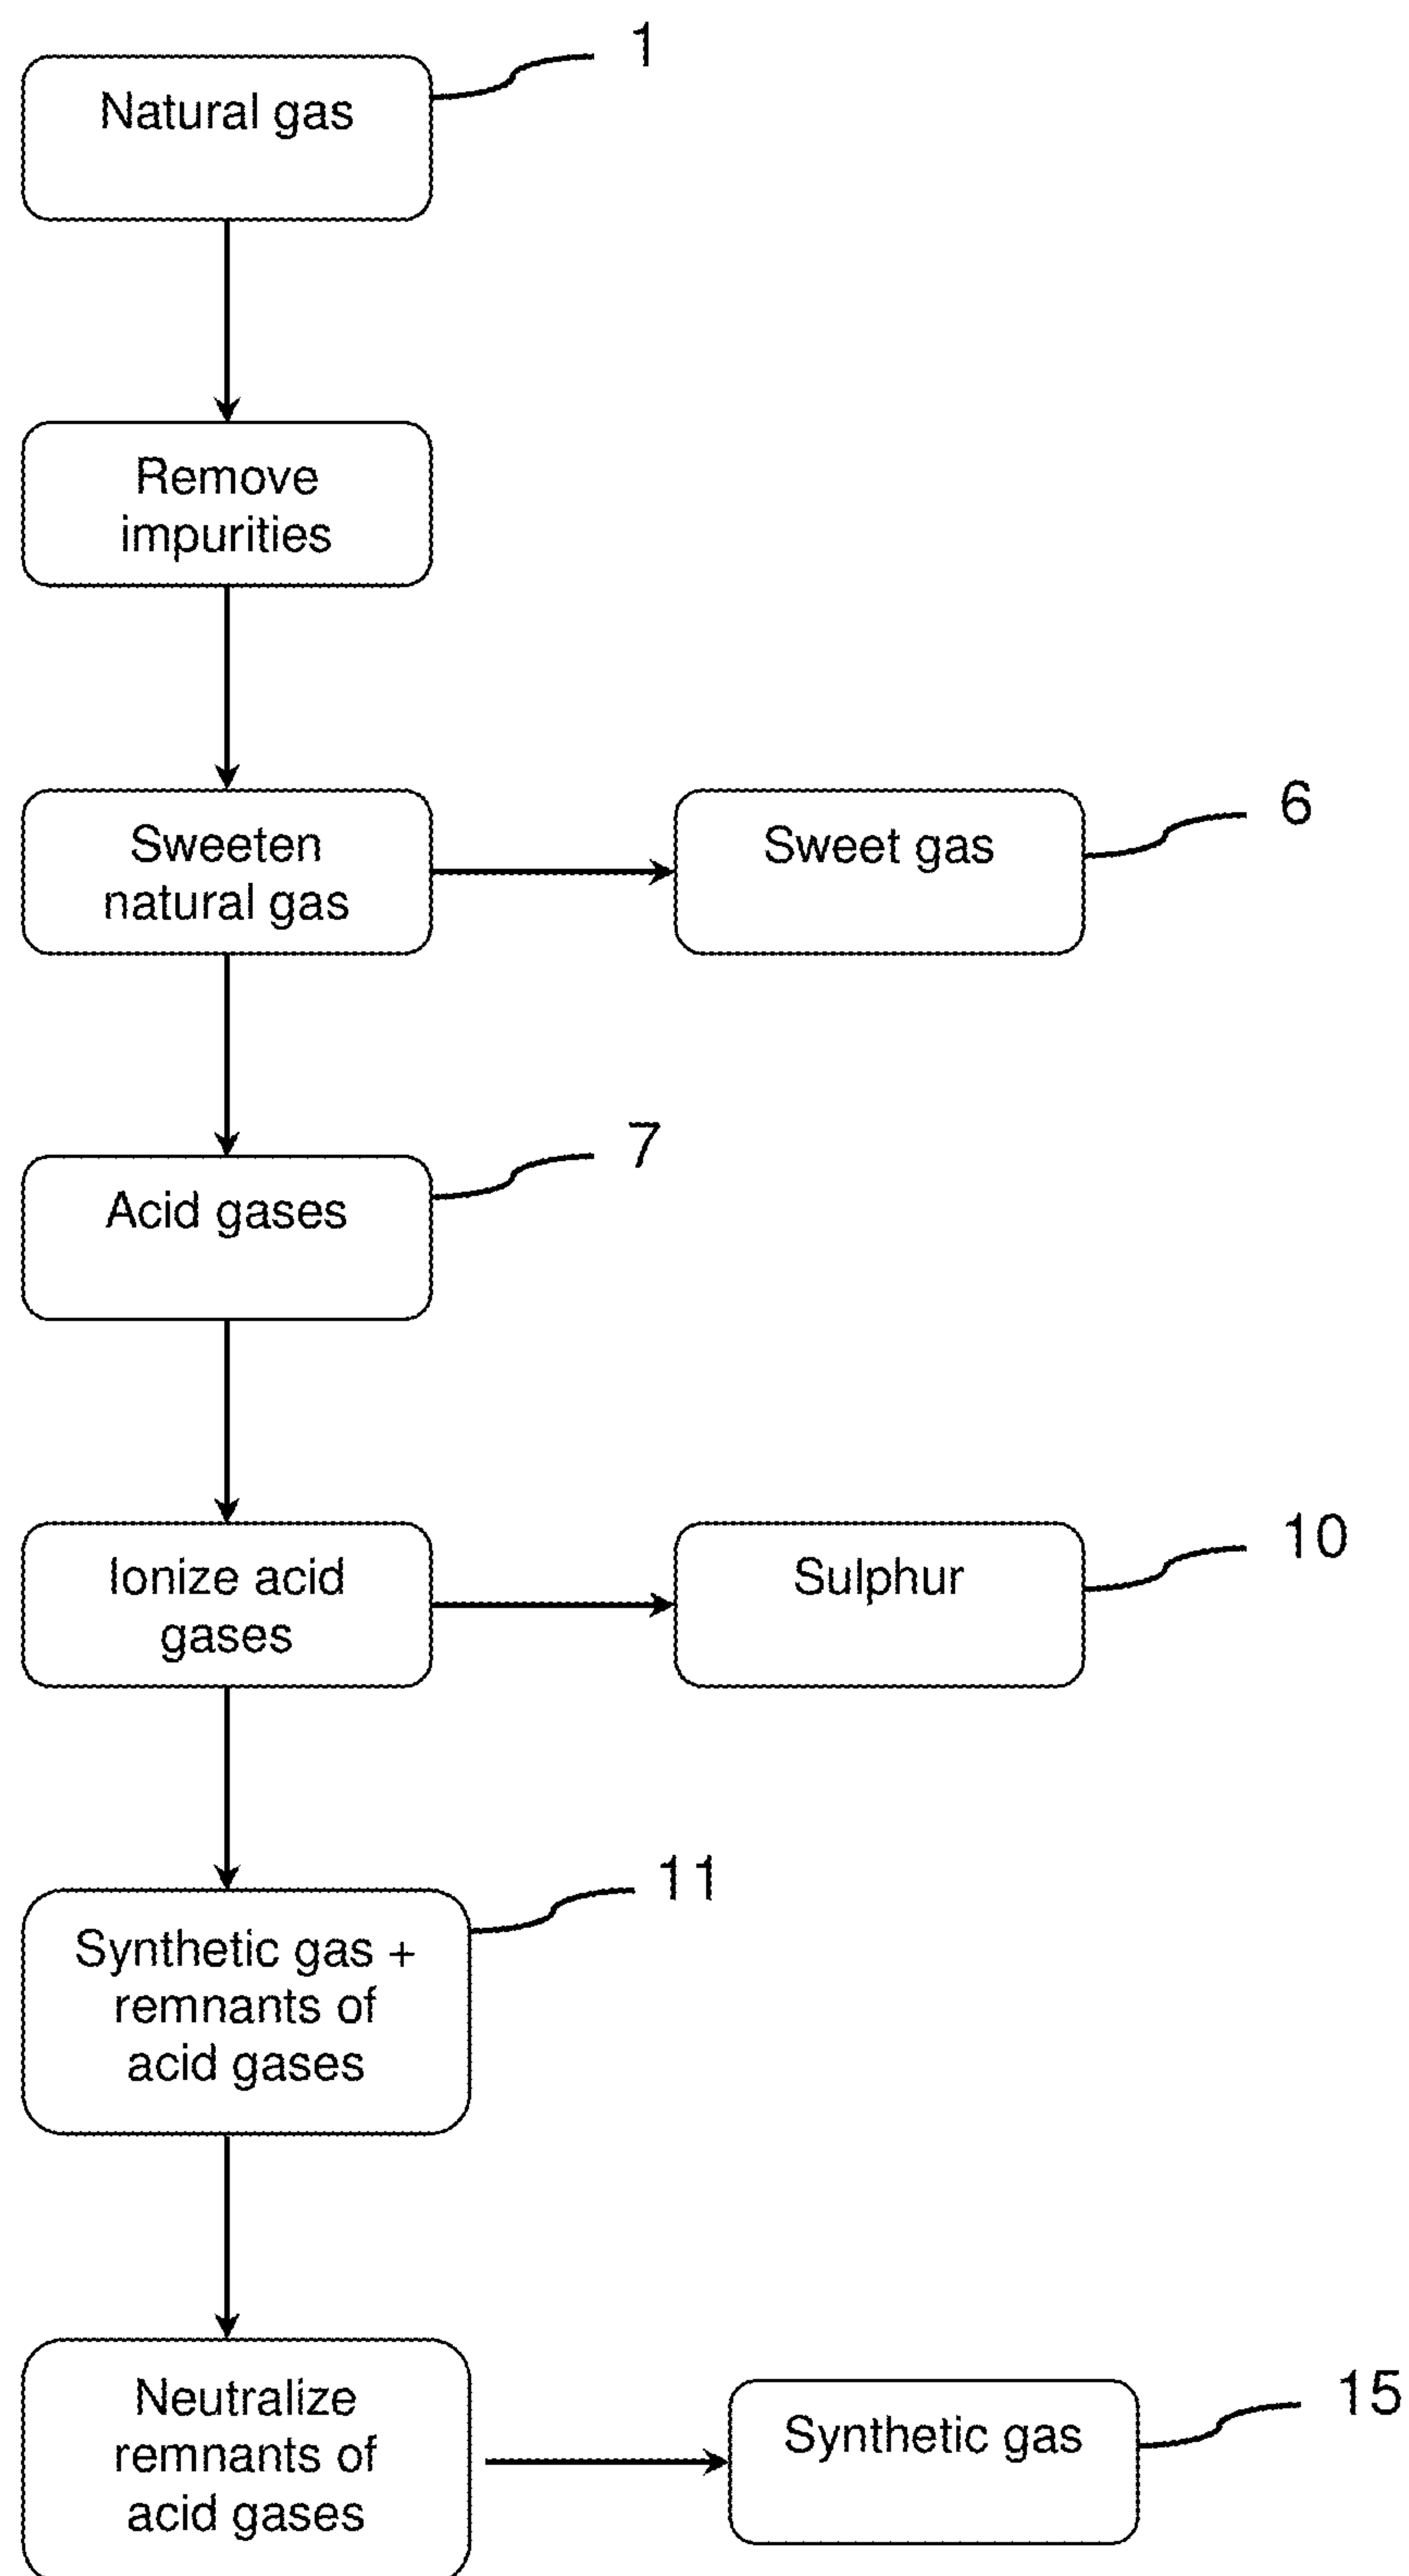 1
Natural gas
Remove
impurities
Sweeten
natural gas
Sweet gas
6
7
Acid gases
Ionize acid
gases
Sulphur
10
11
Synthetic gas +
remnants of
acid gases
Neutralize
remnants of
acid gases
Synthetic gas
15